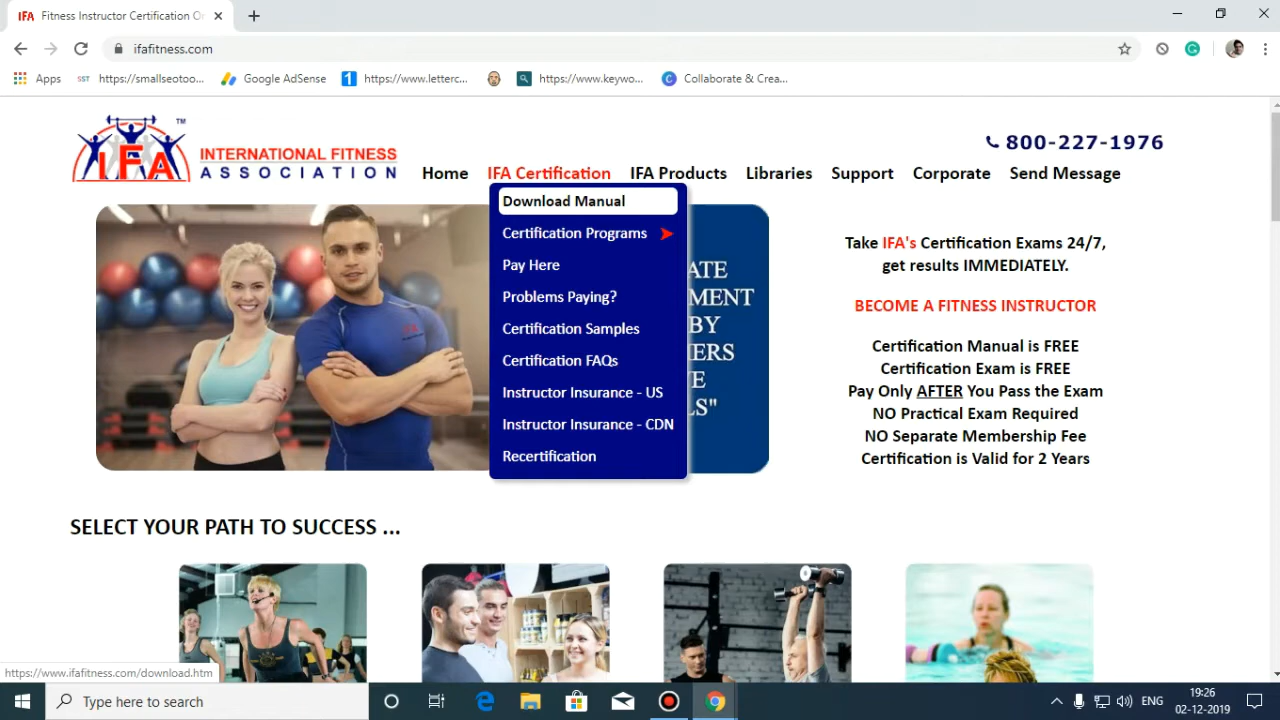 IFA Fitness Instructor Certification
ifafitness.com
Apps
SST https://smallseotoo...
Google AdSense
1 https://www.letterc...
https://www.keywo...
C Collaborate & Crea...
IFA
TM
INTERNATIONAL FITNESS
ASSOCIATION
800-227-1976
Home
IFA Certification
IFA Products
Libraries
Support
Corporate
Send Message
Download Manual
Certification Programs
Pay Here
Problems Paying?
Certification Samples
Certification FAQs
Instructor Insurance - US
Instructor Insurance - CDN
Recertification
BY
Take IFA's Certification Exams 24/7,
get results IMMEDIATELY.
BECOME A FITNESS INSTRUCTOR
Certification Manual is FREE
Certification Exam is FREE
Pay Only AFTER You Pass the Exam
NO Practical Exam Required
NO Separate Membership Fee
Certification is Valid for 2 Years
SELECT YOUR PATH TO SUCCESS ...
https://www.ifafitness.com/download.htm
Type here to search
ENG
19:26
02-12-2019